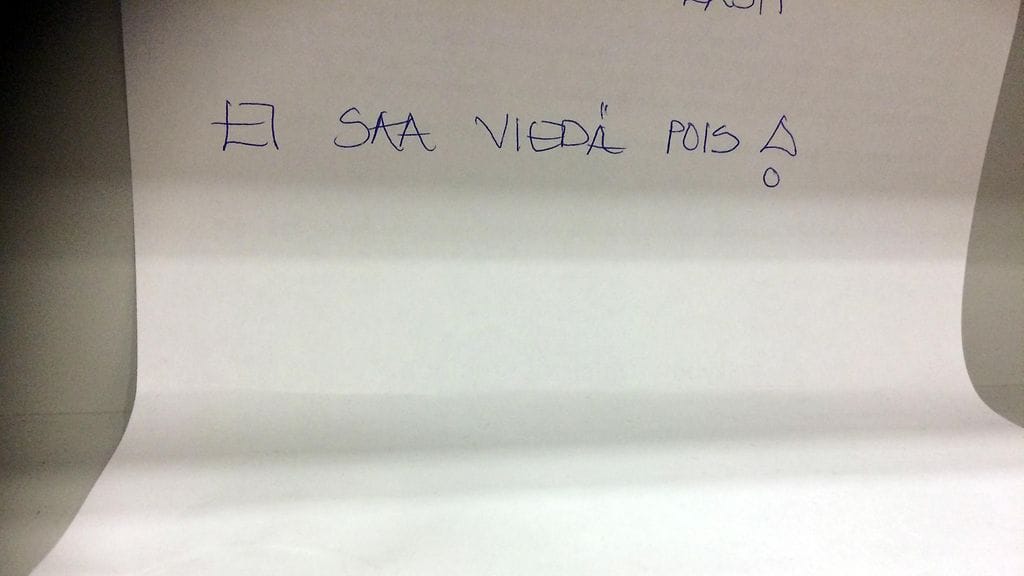 EI SAA VIEDÄ POIS!